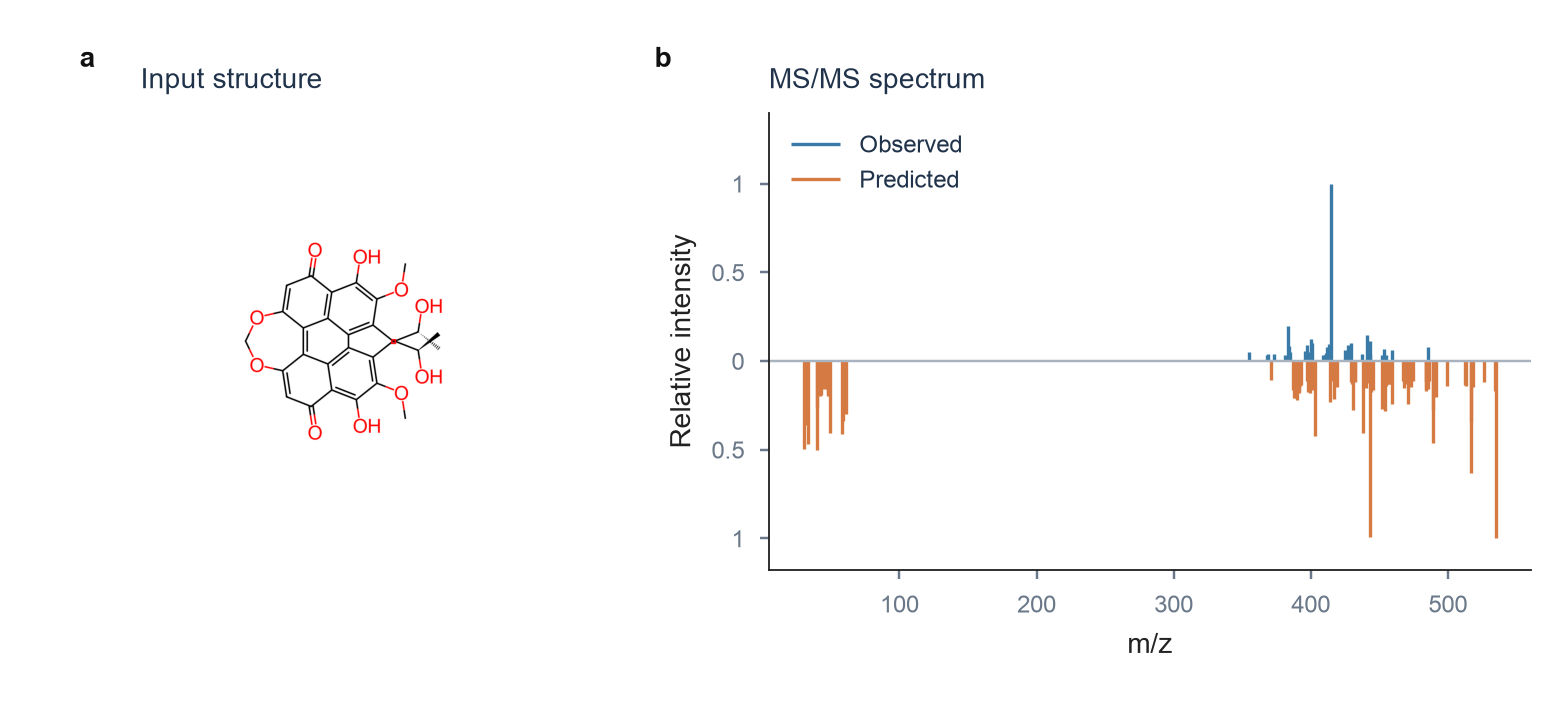 a
Input structure
O
OH
O
O
OH
O
OH
O
OH
O
b
MS/MS spectrum
Observed
Predicted
Relative intensity
1
0.5
0
0.5
1
100 200 300 400 500
m/z